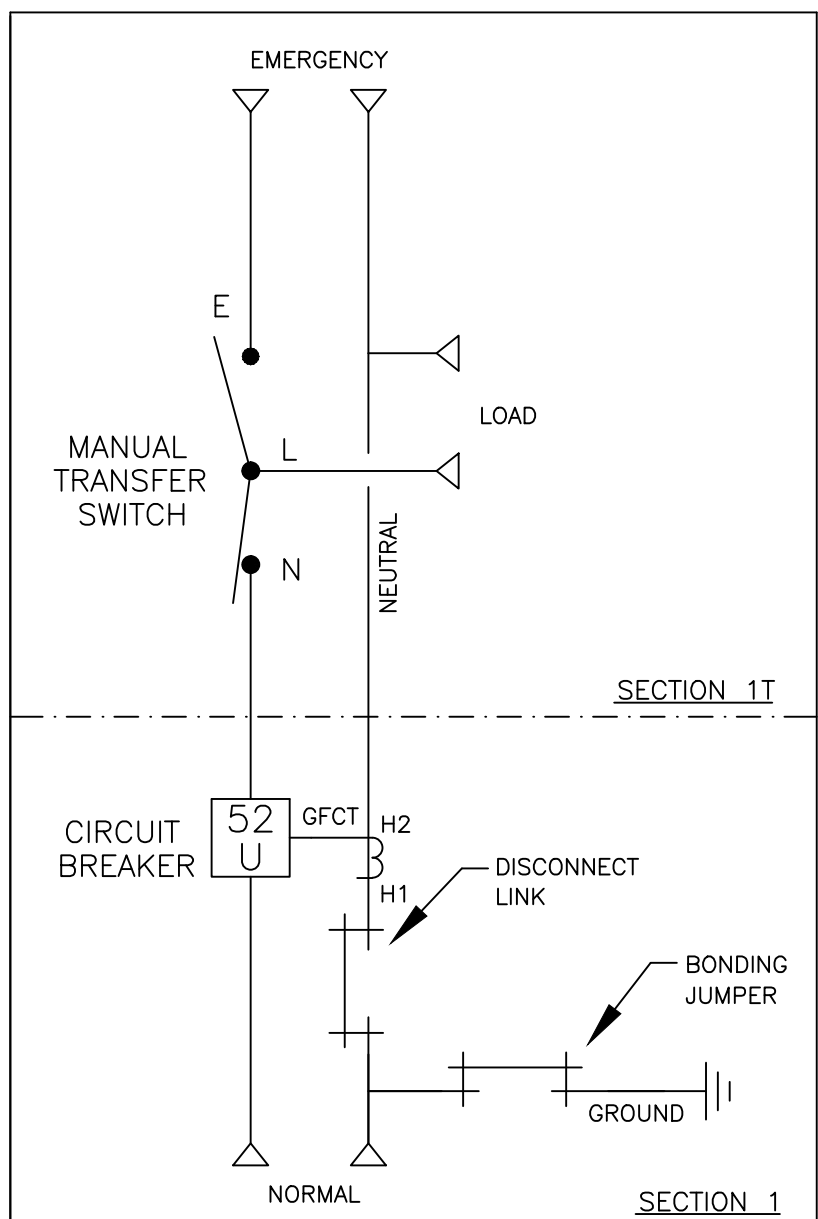 EMERGENCY
E
LOAD
MANUAL
TRANSFER
SWITCH
L
NEUTRAL
N
SECTION 1T
CIRCUIT
BREAKER
52
U
GFCT
H2
H1
DISCONNECT
LINK
BONDING
JUMPER
GROUND
NORMAL
SECTION 1